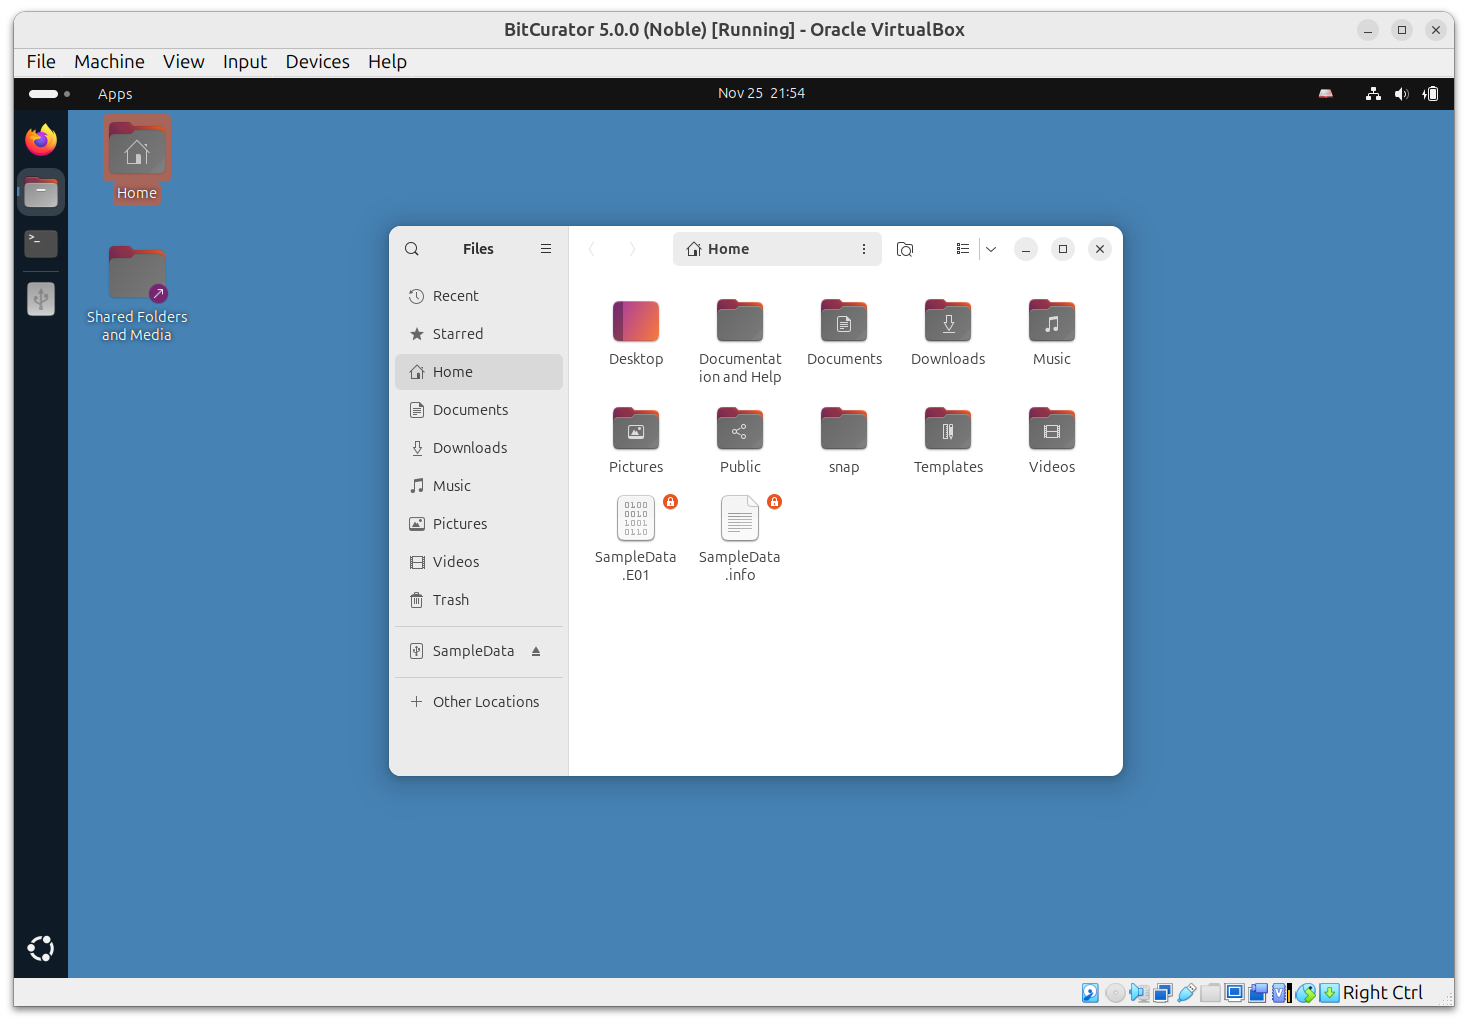 BitCurator 5.0.0 (Noble) [Running] - Oracle VirtualBox
File Machine View Input Devices Help
Apps
Nov 25 21:54
Home
Shared Folders
and Media
Files
Home
Recent
Starred
Home
Documents
Downloads
Music
Pictures
Videos
Trash
SampleData
Other Locations
Desktop
Documentat
ion and Help
Documents
Downloads
Music
Pictures
Public
snap
Templates
Videos
0100
0010
1001
0110
SampleData
.E01
SampleData
.info
Right Ctrl